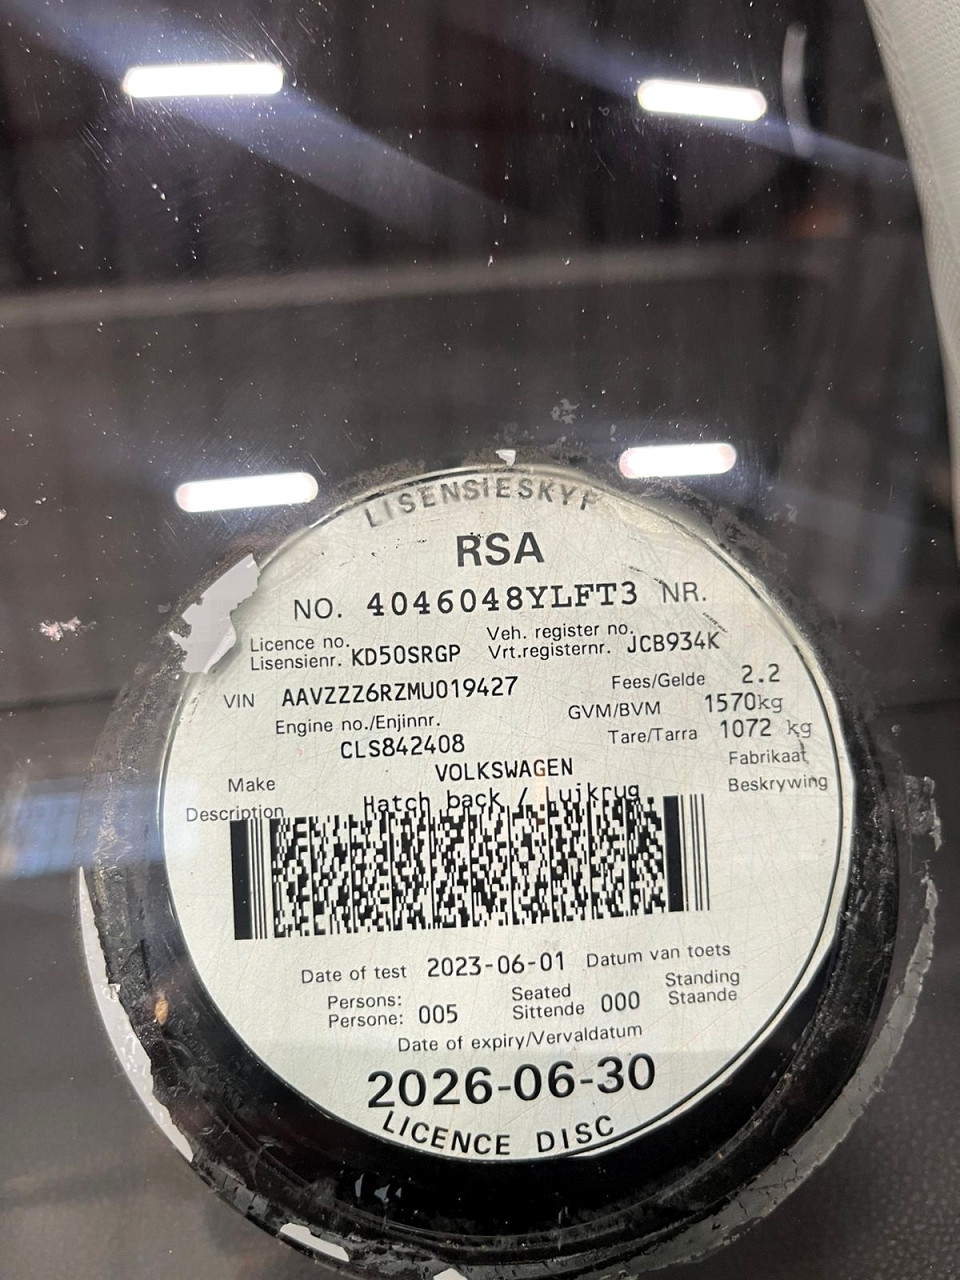 LISENSIESKYF
RSA
NO. 4046048YLFT3 NR.
Licence no. Veh. register no.
Lisensienr. KD50SRGP Vrt.registernr. JCB934K
VIN AAVZZZ6RZMU019427 Fees/Gelde 2.2
Engine no./Enjinnr. GVM/BVM 1570kg
CLS842408 Tare/Tarra 1072 kg
Make VOLKSWAGEN Fabrikaat
Description Hatch back / Luikrug Beskrywing
Date of test 2023-06-01 Datum van toets
Persons: Seated Standing
Persone: 005 Sittende 000 Staande
Date of expiry/Vervaldatum
2026-06-30
LICENCE DISC